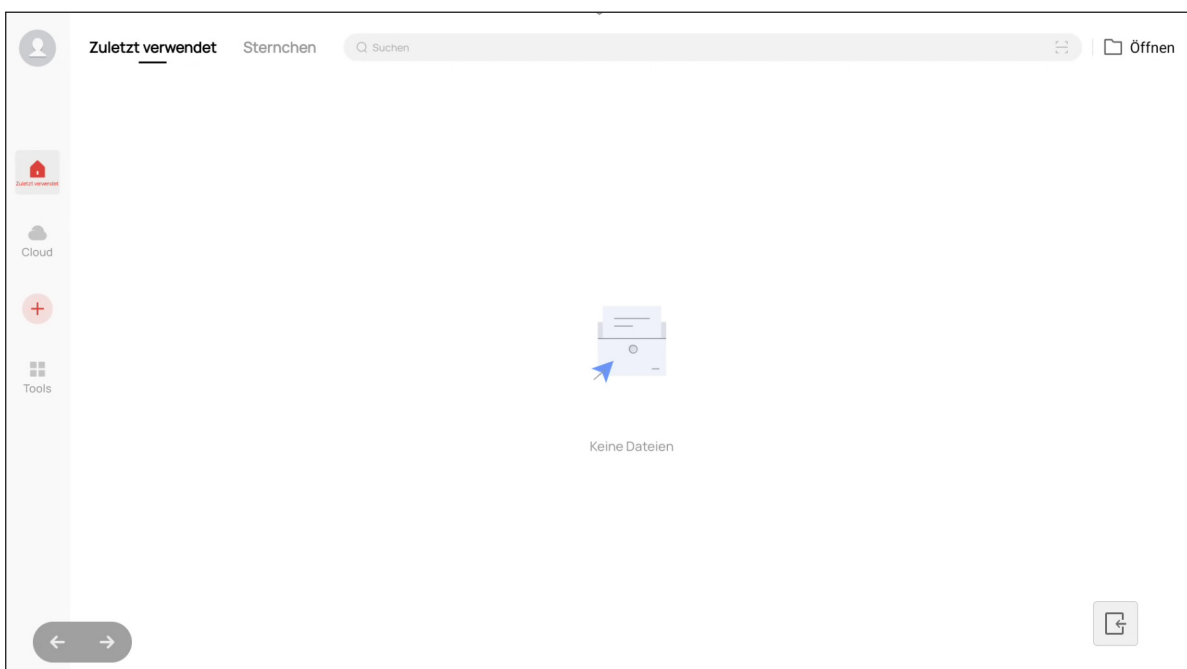 Zuletzt verwendet
Sternchen
Suchen
Öffnen
Zuletzt verwendet
Cloud
Tools
Keine Dateien